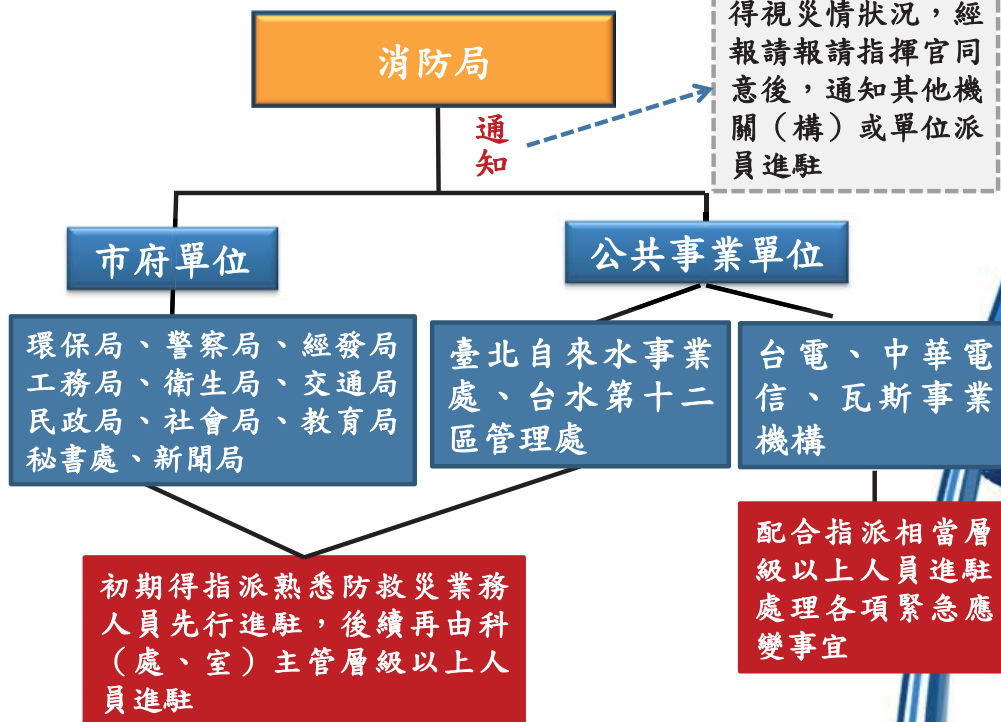 消防局
通
知
得視災情狀況，經
報請報請指揮官同
意後，通知其他機
關（構）或單位派
員進駐
市府單位
公共事業單位
環保局、警察局、經發局
工務局、衛生局、交通局
民政局、社會局、教育局
秘書處、新聞局
臺北自來水事業
處、台水第十二
區管理處
台電、中華電
信、瓦斯事業
機構
初期得指派熟悉防救災業務
人員先行進駐，後續再由科
（處、室）主管層級以上人
員進駐
配合指派相當層
級以上人員進駐
處理各項緊急應
變事宜